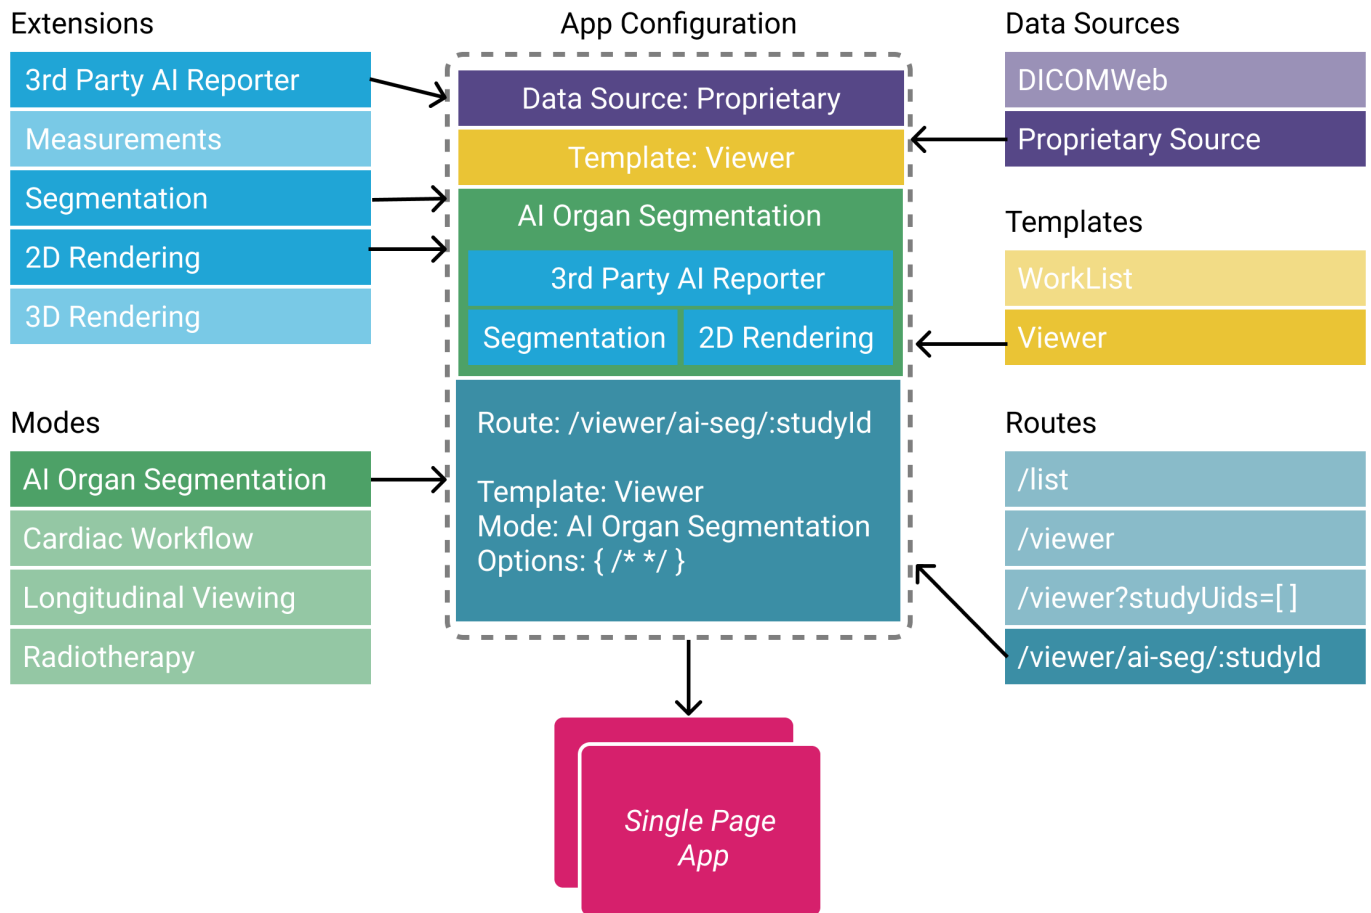 Extensions
3rd Party AI Reporter
Measurements
Segmentation
2D Rendering
3D Rendering
Modes
AI Organ Segmentation
Cardiac Workflow
Longitudinal Viewing
Radiotherapy
App Configuration
Data Source: Proprietary
Template: Viewer
AI Organ Segmentation
3rd Party AI Reporter
Segmentation
2D Rendering
Route: /viewer/ai-seg/:studyId
Template: Viewer
Mode: AI Organ Segmentation
Options: { /* */ }
Single Page
App
Data Sources
DICOMWeb
Proprietary Source
Templates
WorkList
Viewer
Routes
/list
/viewer
/viewer?studyUids=[ ]
/viewer/ai-seg/:studyId